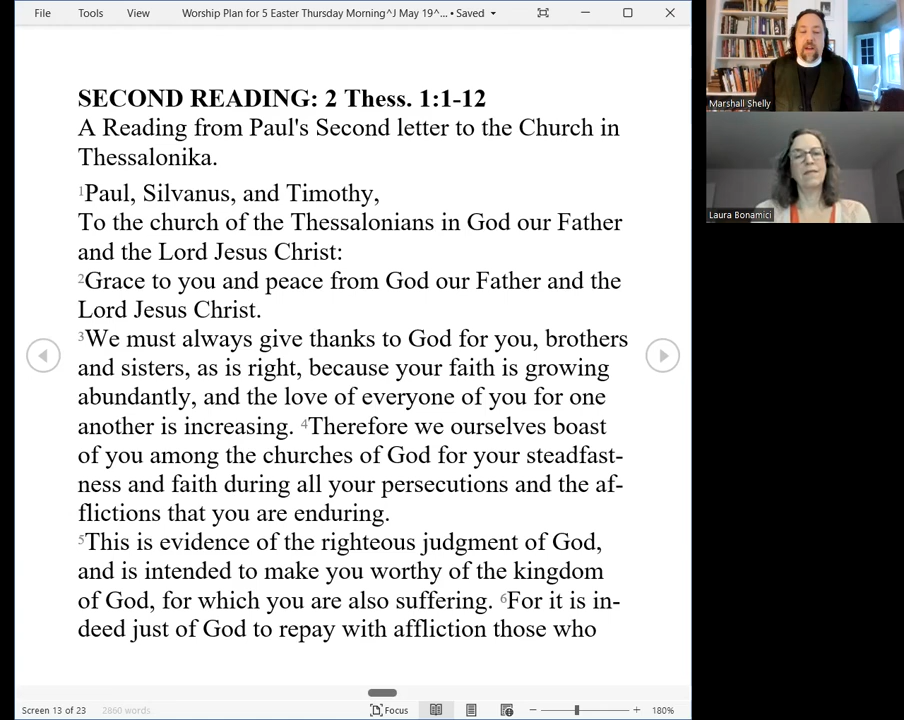 File Tools View Worship Plan for 5 Easter Thursday Morning^J May 19^... • Saved
SECOND READING: 2 Thess. 1:1-12
A Reading from Paul's Second letter to the Church in
Thessalonika.
1Paul, Silvanus, and Timothy,
To the church of the Thessalonians in God our Father
and the Lord Jesus Christ:
2Grace to you and peace from God our Father and the
Lord Jesus Christ.
3We must always give thanks to God for you, brothers
and sisters, as is right, because your faith is growing
abundantly, and the love of everyone of you for one
another is increasing. 4Therefore we ourselves boast
of you among the churches of God for your steadfast-
ness and faith during all your persecutions and the af-
flictions that you are enduring.
5This is evidence of the righteous judgment of God,
and is intended to make you worthy of the kingdom
of God, for which you are also suffering. 6For it is in-
deed just of God to repay with affliction those who
Screen 13 of 23 2860 words Focus 180%
Marshall Shelly
Laura Bonamici